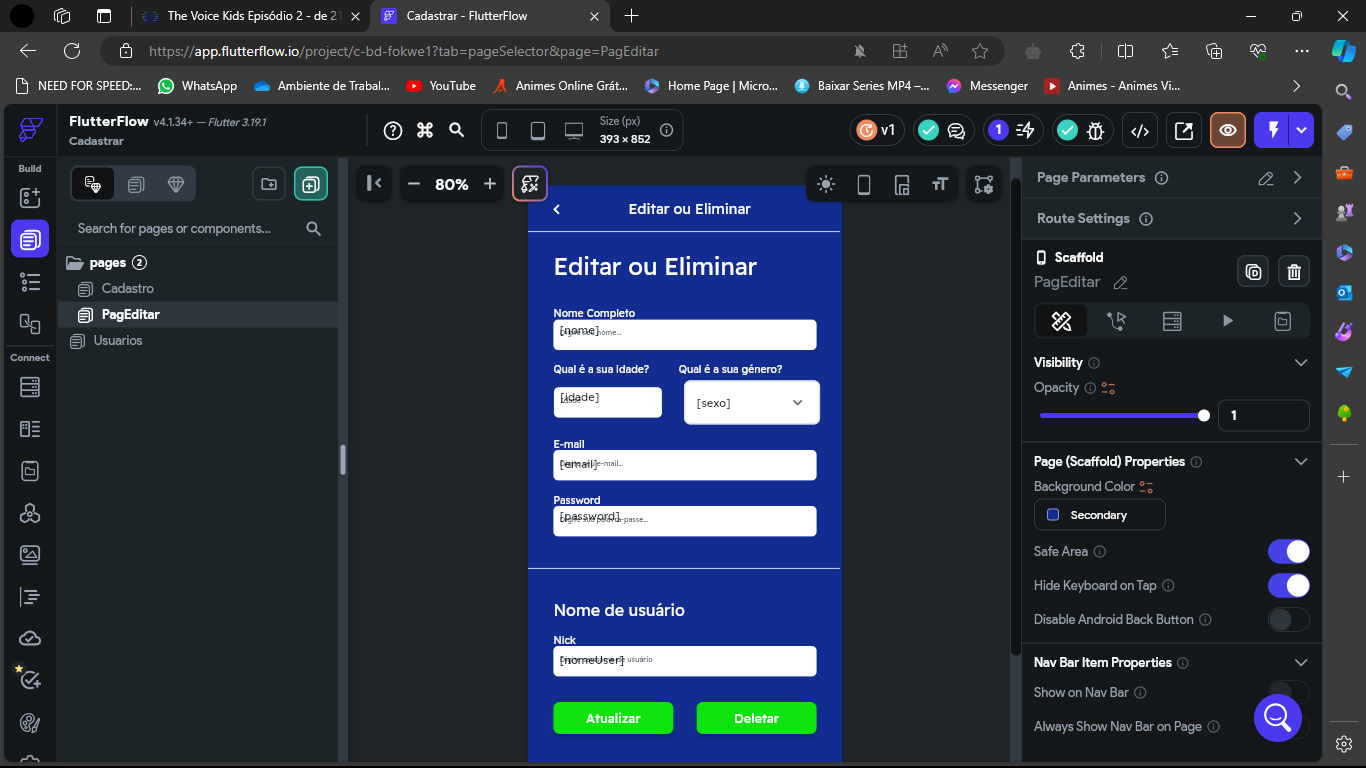 The Voice Kids Episódio 2 - de 21
Cadastrar - FlutterFlow
https://app.flutterflow.io/project/c-bd-fokwe1?tab=pageSelector&page=PagEditar
NEED FOR SPEED:...
WhatsApp
Ambiente de Trabal...
YouTube
Animes Online Grát...
Home Page | Micro...
Baixar Series MP4 –...
Messenger
Animes - Animes Vi...
FlutterFlow v4.1.34+ — Flutter 3.19.1
Cadastrar
Size (px)
393 × 852
v1
1
Build
Connect
Search for pages or components...
pages 2
Cadastro
PagEditar
Usuarios
80%
Editar ou Eliminar
Editar ou Eliminar
Nome Completo
[nome]
Qual é a sua idade?
Qual é a sua género?
[idade]
[sexo]
E-mail
[email]
Password
[password]
Nome de usuário
Nick
[nomeUser]
Atualizar
Deletar
Page Parameters
Route Settings
Scaffold
PagEditar
Visibility
Opacity
1
Page (Scaffold) Properties
Background Color
Secondary
Safe Area
Hide Keyboard on Tap
Disable Android Back Button
Nav Bar Item Properties
Show on Nav Bar
Always Show Nav Bar on Page